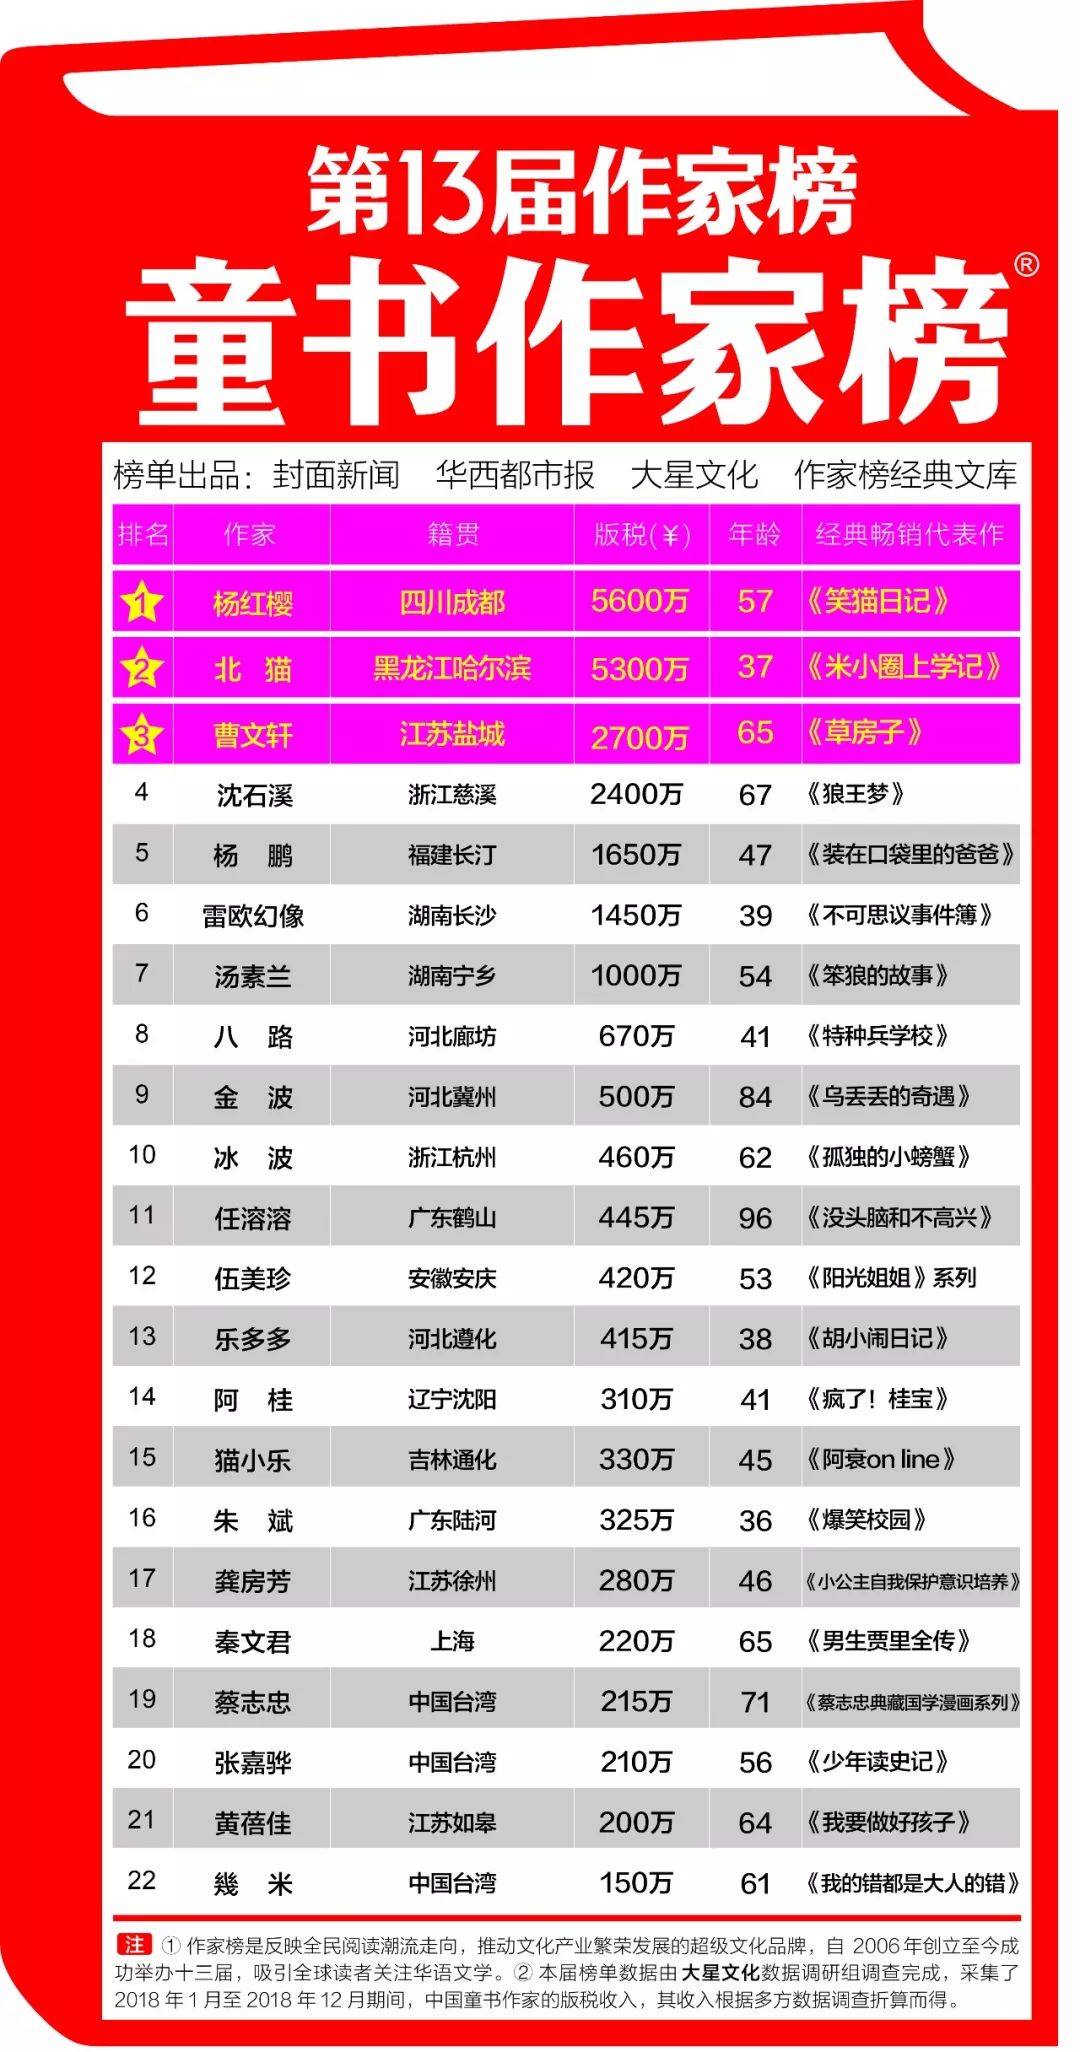 第13届作家榜
童书作家榜®
榜单出品：封面新闻 华西都市报 大星文化 作家榜经典文库
排名 作家 籍贯 版税(¥) 年龄 经典畅销代表作
1 杨红樱 四川成都 5600万 57 《笑猫日记》
2 北 猫 黑龙江哈尔滨 5300万 37 《米小圈上学记》
3 曹文轩 江苏盐城 2700万 65 《草房子》
4 沈石溪 浙江慈溪 2400万 67 《狼王梦》
5 杨 鹏 福建长汀 1650万 47 《装在口袋里的爸爸》
6 雷欧幻像 湖南长沙 1450万 39 《不可思议事件簿》
7 汤素兰 湖南宁乡 1000万 54 《笨狼的故事》
8 八 路 河北廊坊 670万 41 《特种兵学校》
9 金 波 河北冀州 500万 84 《乌丢丢的奇遇》
10 冰 波 浙江杭州 460万 62 《孤独的小螃蟹》
11 任溶溶 广东鹤山 445万 96 《没头脑和不高兴》
12 伍美珍 安徽安庆 420万 53 《阳光姐姐》系列
13 乐多多 河北遵化 415万 38 《胡小闹日记》
14 阿 桂 辽宁沈阳 310万 41 《疯了！桂宝》
15 猫小乐 吉林通化 330万 45 《阿衰on line》
16 朱 斌 广东陆河 325万 36 《爆笑校园》
17 龚房芳 江苏徐州 280万 46 《小公主自我保护意识培养》
18 秦文君 上海 220万 65 《男生贾里全传》
19 蔡志忠 中国台湾 215万 71 《蔡志忠典藏国学漫画系列》
20 张嘉骅 中国台湾 210万 56 《少年读史记》
21 黄蓓佳 江苏如皋 200万 64 《我要做好孩子》
22 幾 米 中国台湾 150万 61 《我的错都是大人的错》
注 ① 作家榜是反映全民阅读潮流走向，推动文化产业繁荣发展的超级文化品牌，自 2006年创立至今成
功举办十三届，吸引全球读者关注华语文学。② 本届榜单数据由大星文化数据调研组调查完成，采集了
2018 年 1 月至 2018 年 12 月期间，中国童书作家的版税收入，其收入根据多方数据调查折算而得。